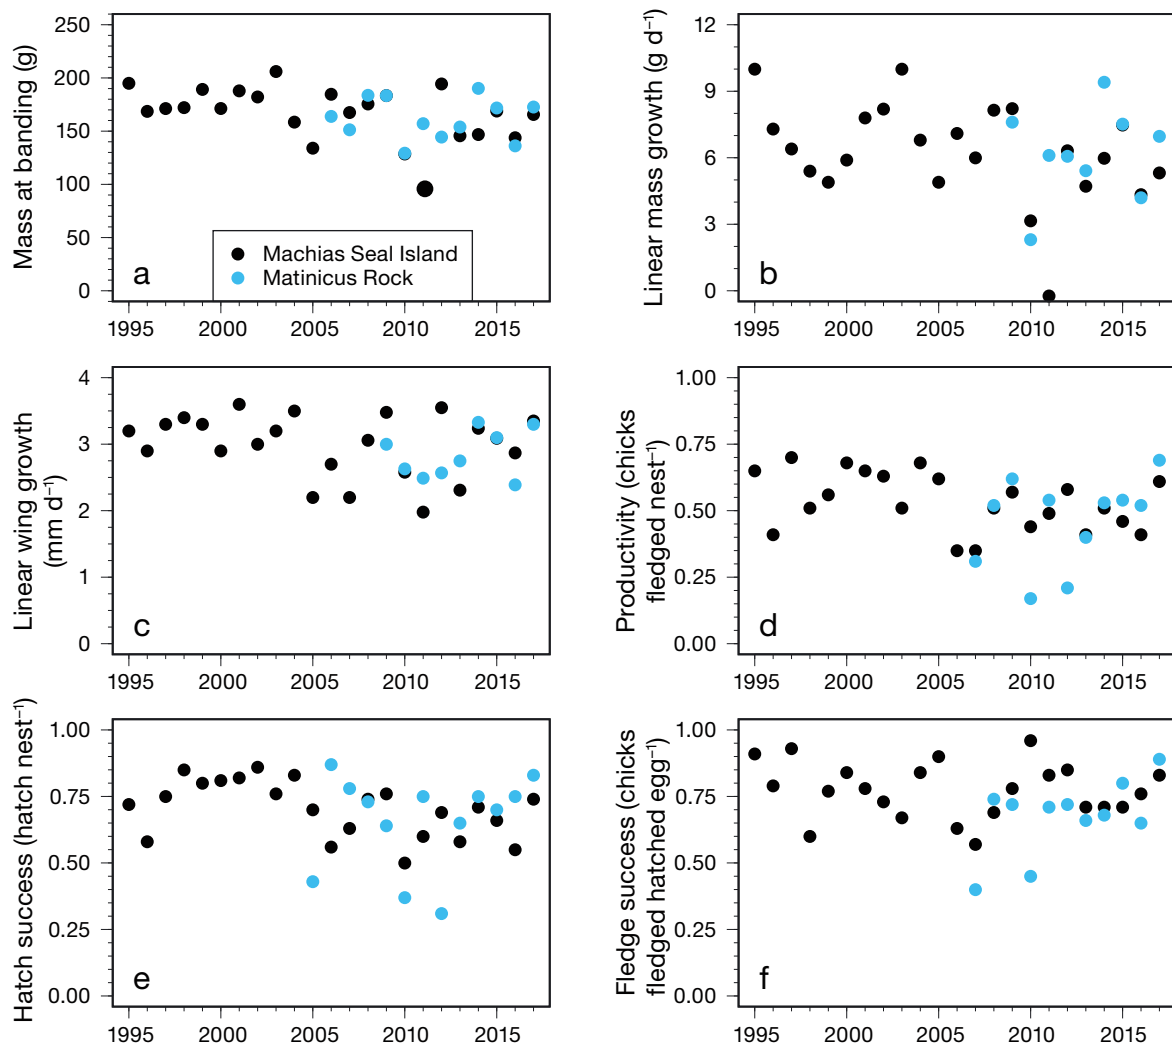 Mass at banding (g)
250
200
150
100
50
0
a
Machias Seal Island
Matinicus Rock
1995 2000 2005 2010 2015
Linear mass growth (g d⁻¹)
12
9
6
3
0
b
1995 2000 2005 2010 2015
Linear wing growth
(mm d⁻¹)
4
3
2
1
0
c
1995 2000 2005 2010 2015
Productivity (chicks
fledged nest⁻¹)
1.00
0.75
0.50
0.25
0.00
d
1995 2000 2005 2010 2015
Hatch success (hatch nest⁻¹)
1.00
0.75
0.50
0.25
0.00
e
1995 2000 2005 2010 2015
Fledge success (chicks
fledged hatched egg⁻¹)
1.00
0.75
0.50
0.25
0.00
f
1995 2000 2005 2010 2015